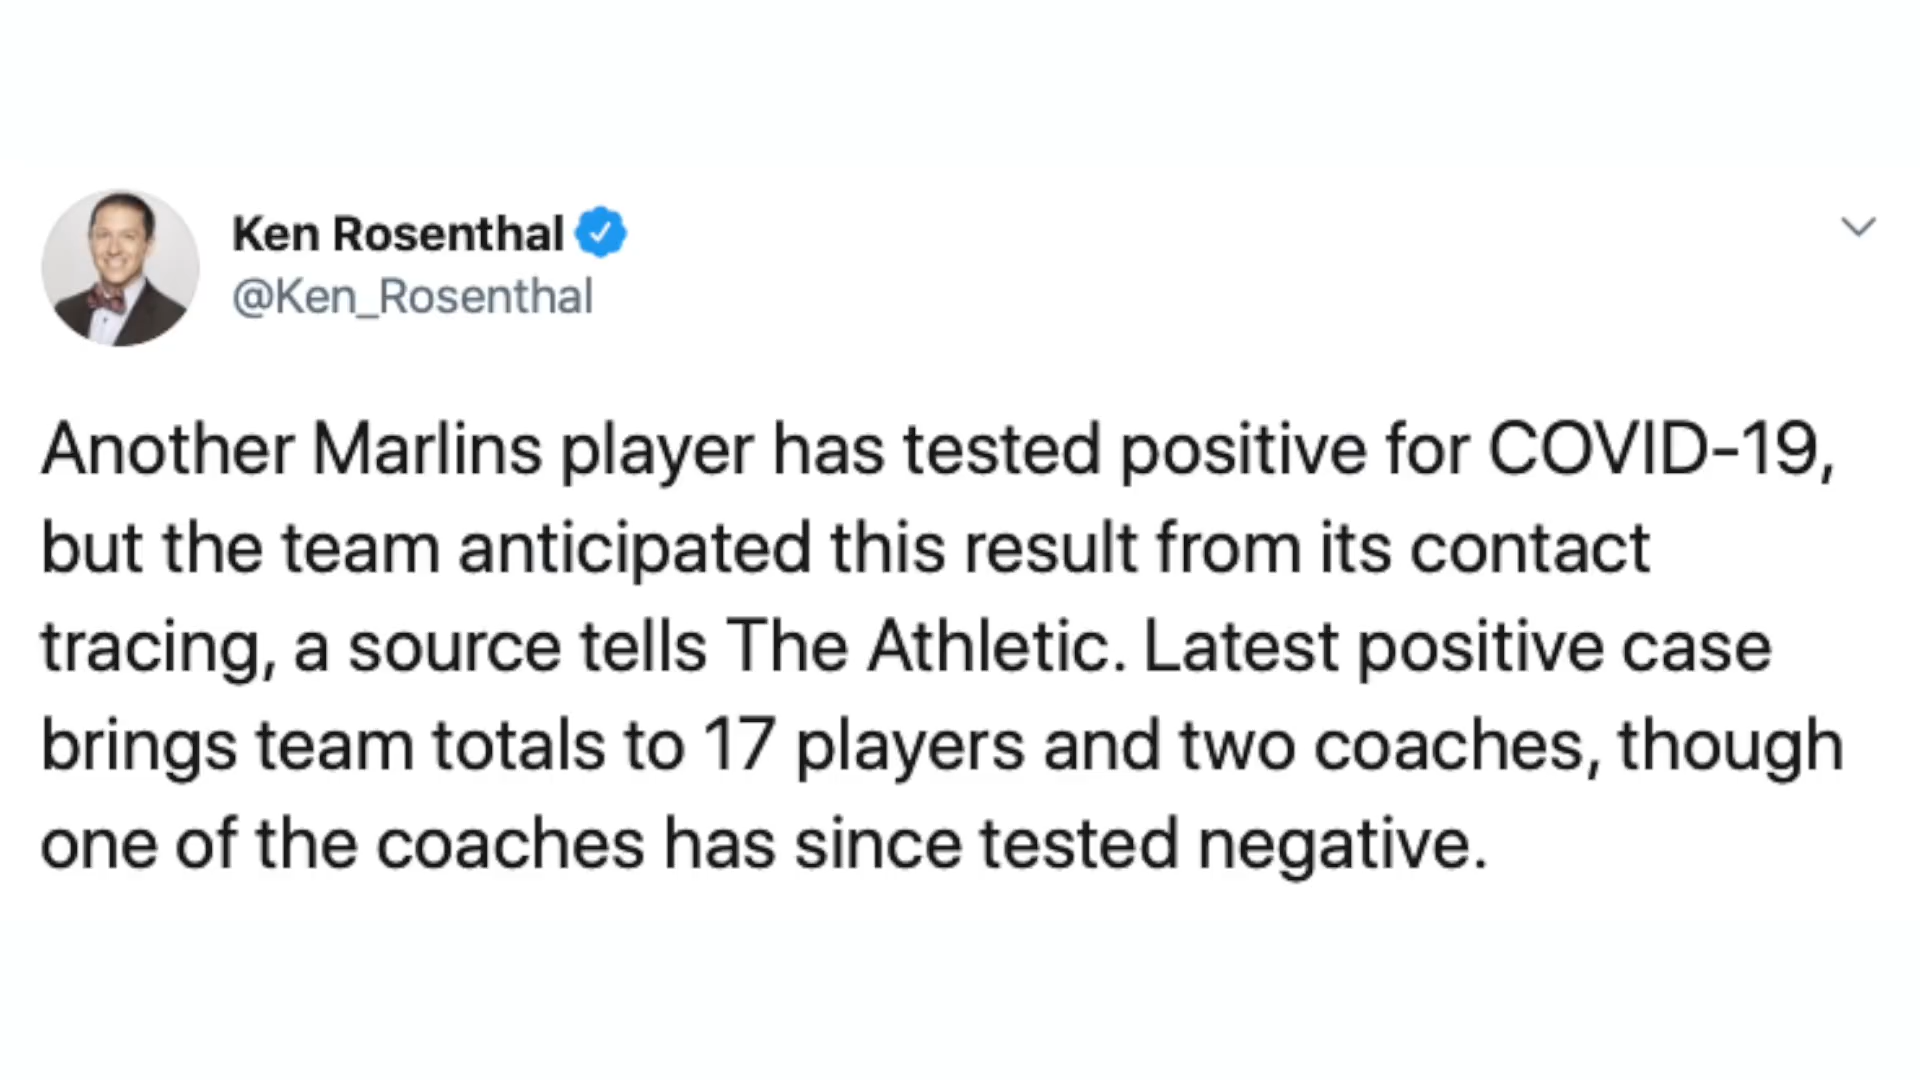 Ken Rosenthal
@Ken_Rosenthal
Another Marlins player has tested positive for COVID-19,
but the team anticipated this result from its contact
tracing, a source tells The Athletic. Latest positive case
brings team totals to 17 players and two coaches, though
one of the coaches has since tested negative.